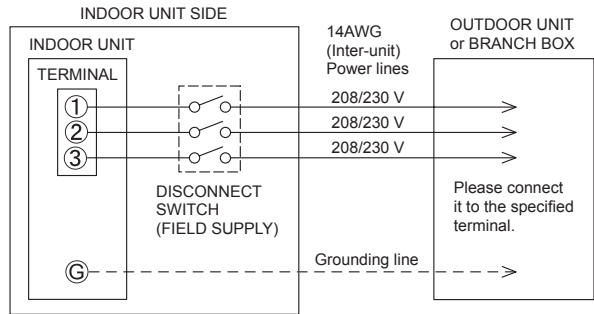 INDOOR UNIT SIDE
INDOOR UNIT
TERMINAL
1
2
3
G
DISCONNECT
SWITCH
(FIELD SUPPLY)
14AWG
(Inter-unit)
Power lines
208/230 V
208/230 V
208/230 V
Grounding line
OUTDOOR UNIT
or BRANCH BOX
Please connect
it to the specified
terminal.